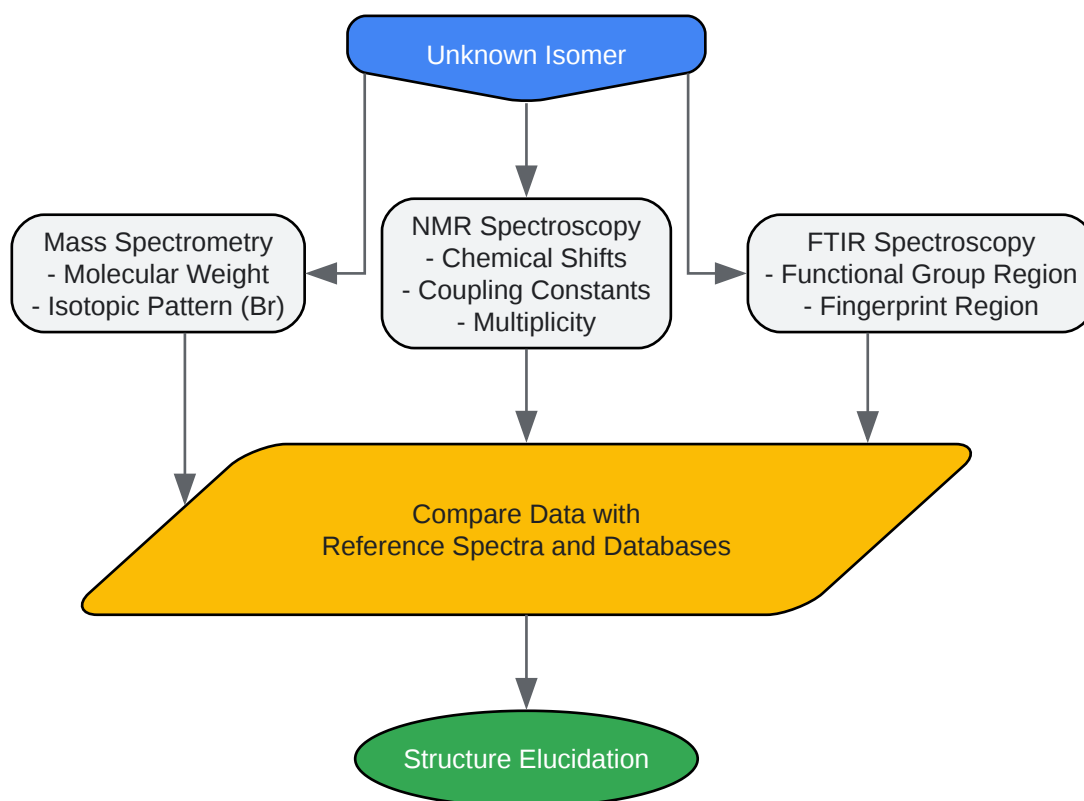 Unknown Isomer
Mass Spectrometry
- Molecular Weight
- Isotopic Pattern (Br)
NMR Spectroscopy
- Chemical Shifts
- Coupling Constants
- Multiplicity
FTIR Spectroscopy
- Functional Group Region
- Fingerprint Region
Compare Data with
Reference Spectra and Databases
Structure Elucidation